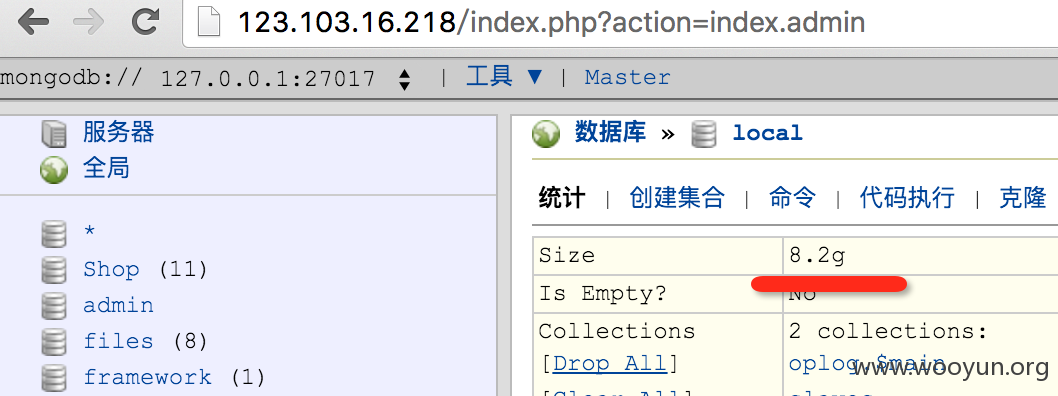 123.103.16.218/index.php?action=index.admin
mongodb:// 127.0.0.1:27017 | 工具 ▼ | Master
服务器
全局
*
Shop (11)
admin
files (8)
framework (1)
数据库 » local
统计 | 创建集合 | 命令 | 代码执行 | 克隆
Size 8.2g
Is Empty? No
Collections 2 collections:
[Drop All] oplog.$main
[Clear All] slaves
www.wooyun.org